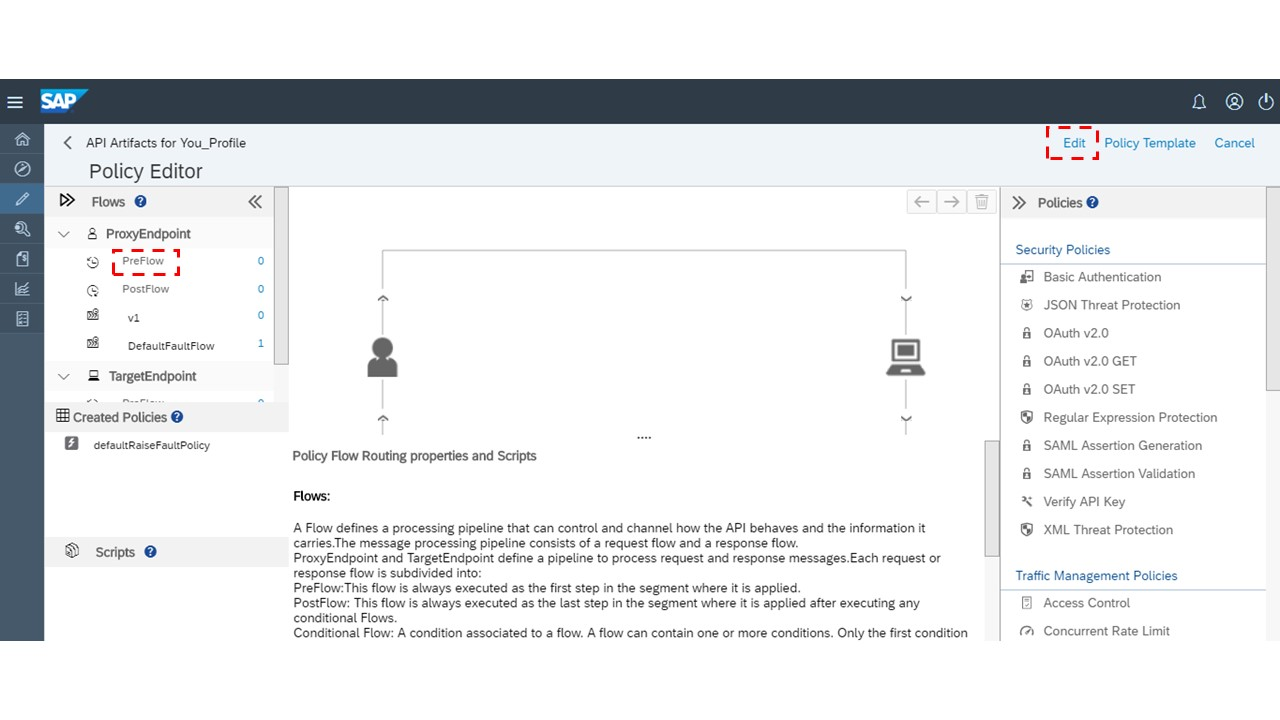 SAP
API Artifacts for You_Profile
Edit Policy Template Cancel
Policy Editor
Flows ?
ProxyEndpoint
PreFlow 0
PostFlow 0
v1 0
DefaultFaultFlow 1
TargetEndpoint
PreFlow 0
Created Policies ?
defaultRaiseFaultPolicy
Scripts ?
....
Policy Flow Routing properties and Scripts
Flows:
A Flow defines a processing pipeline that can control and channel how the API behaves and the information it
carries.The message processing pipeline consists of a request flow and a response flow.
ProxyEndpoint and TargetEndpoint define a pipeline to process request and response messages.Each request or
response flow is subdivided into:
PreFlow:This flow is always executed as the first step in the segment where it is applied.
PostFlow: This flow is always executed as the last step in the segment where it is applied after executing any
conditional Flows.
Conditional Flow: A condition associated to a flow. A flow can contain one or more conditions. Only the first condition
Policies ?
Security Policies
Basic Authentication
JSON Threat Protection
OAuth v2.0
OAuth v2.0 GET
OAuth v2.0 SET
Regular Expression Protection
SAML Assertion Generation
SAML Assertion Validation
Verify API Key
XML Threat Protection
Traffic Management Policies
Access Control
Concurrent Rate Limit